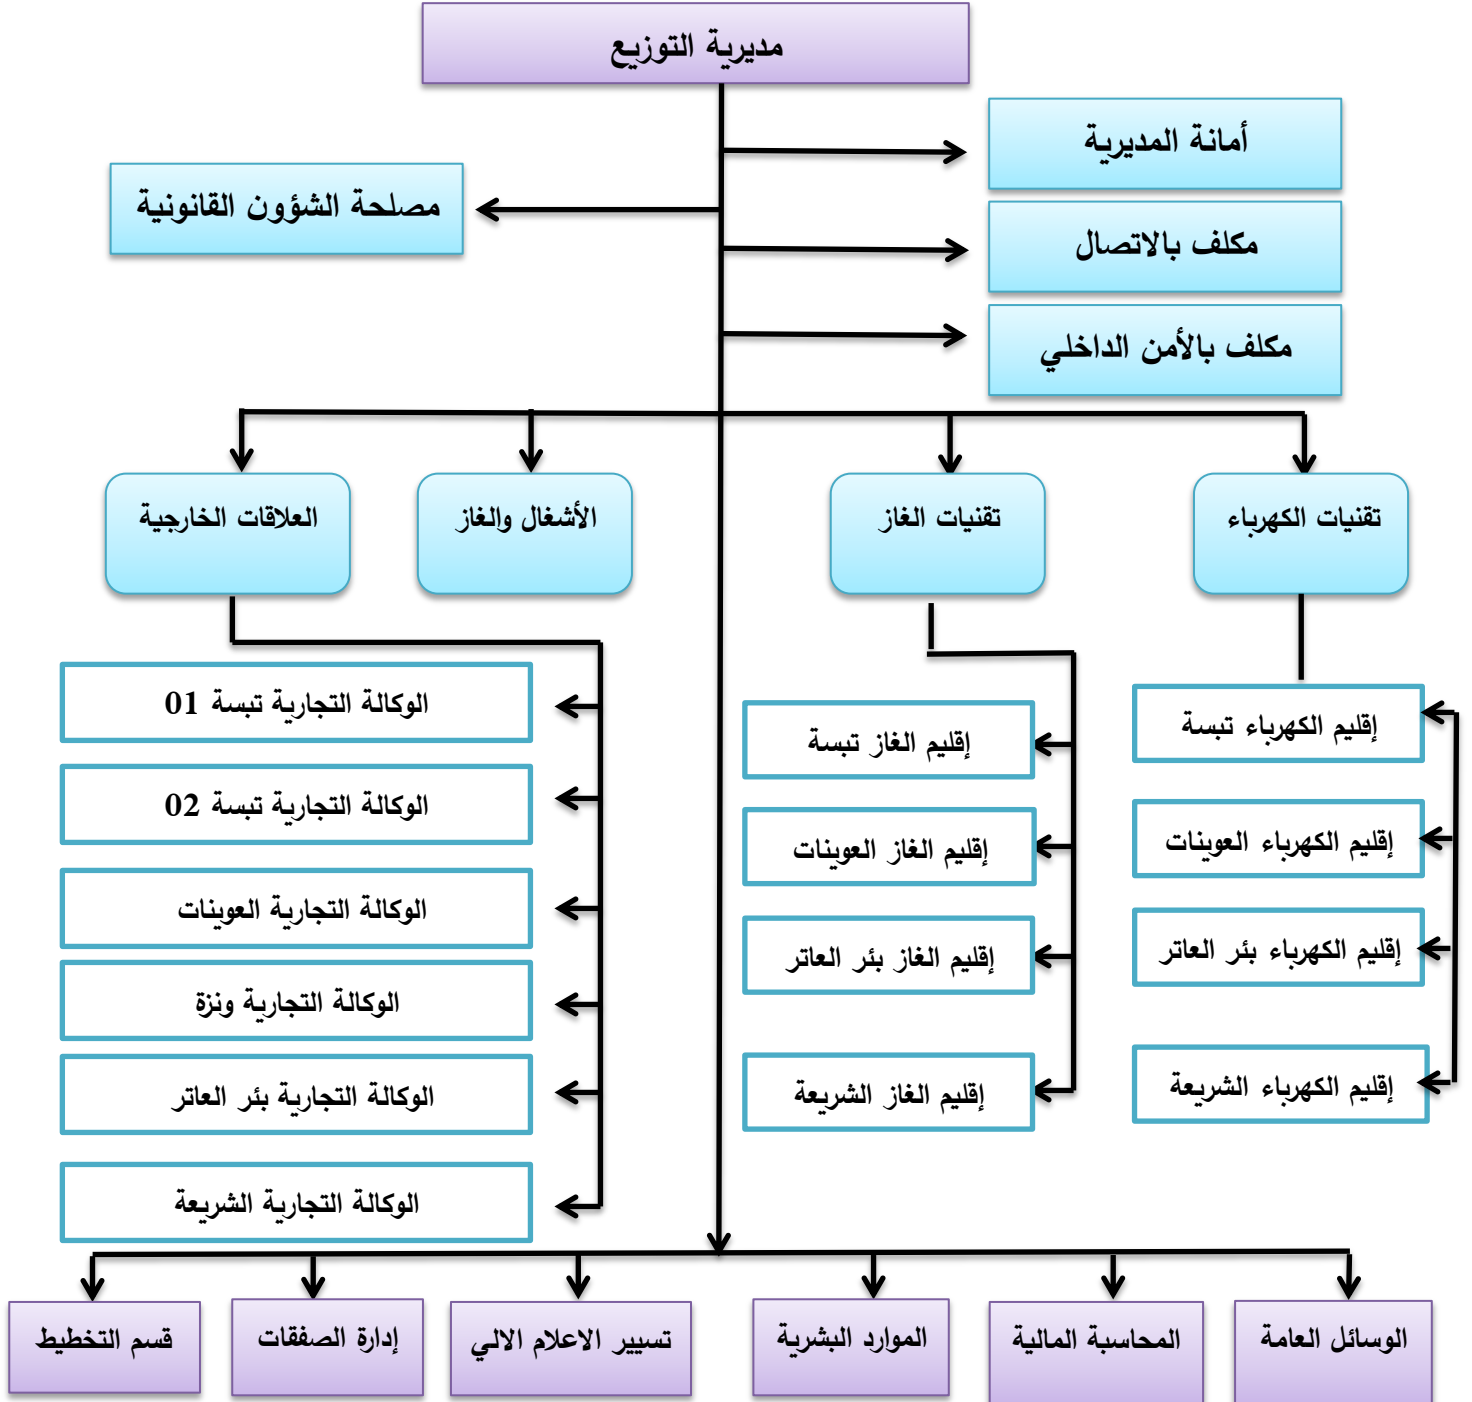 مديرية التوزيع
أمانة المديرية
مصلحة الشؤون القانونية
مكلف بالاتصال
مكلف بالأمن الداخلي
تقنيات الكهرباء
تقنيات الغاز
الأشغال والغاز
العلاقات الخارجية
إقليم الكهرباء تبسة
إقليم الكهرباء العوينات
إقليم الكهرباء بئر العاتر
إقليم الكهرباء الشريعة
إقليم الغاز تبسة
إقليم الغاز العوينات
إقليم الغاز بئر العاتر
إقليم الغاز الشريعة
الوكالة التجارية تبسة 01
الوكالة التجارية تبسة 02
الوكالة التجارية العوينات
الوكالة التجارية ونزة
الوكالة التجارية بئر العاتر
الوكالة التجارية الشريعة
الوسائل العامة
المحاسبة المالية
الموارد البشرية
تسيير الاعلام الالي
إدارة الصفقات
قسم التخطيط